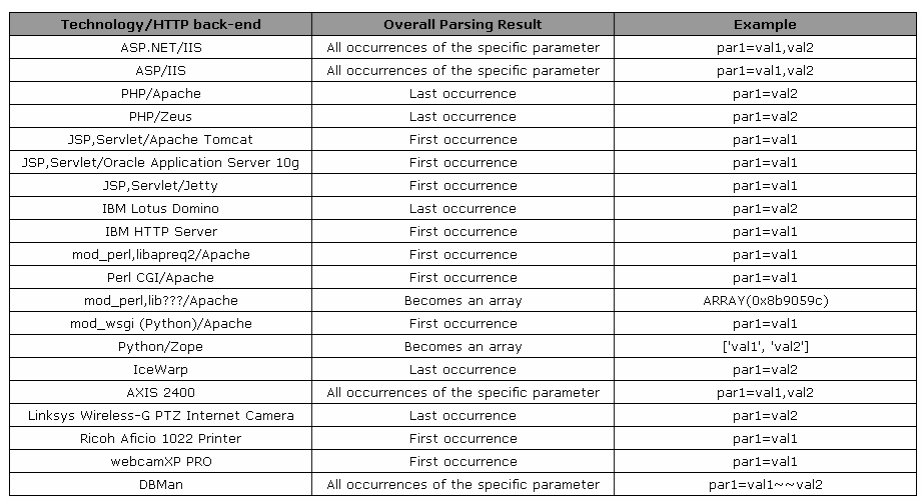 Technology/HTTP back-end Overall Parsing Result Example
ASP.NET/IIS All occurrences of the specific parameter par1=val1,val2
ASP/IIS All occurrences of the specific parameter par1=val1,val2
PHP/Apache Last occurrence par1=val2
PHP/Zeus Last occurrence par1=val2
JSP,Servlet/Apache Tomcat First occurrence par1=val1
JSP,Servlet/Oracle Application Server 10g First occurrence par1=val1
JSP,Servlet/Jetty First occurrence par1=val1
IBM Lotus Domino Last occurrence par1=val2
IBM HTTP Server First occurrence par1=val1
mod_perl,libapreq2/Apache First occurrence par1=val1
Perl CGI/Apache First occurrence par1=val1
mod_perl,lib???/Apache Becomes an array ARRAY(0x8b9059c)
mod_wsgi (Python)/Apache First occurrence par1=val1
Python/Zope Becomes an array ['val1', 'val2']
IceWarp Last occurrence par1=val2
AXIS 2400 All occurrences of the specific parameter par1=val1,val2
Linksys Wireless-G PTZ Internet Camera Last occurrence par1=val2
Ricoh Aficio 1022 Printer First occurrence par1=val1
webcamXP PRO First occurrence par1=val1
DBMan All occurrences of the specific parameter par1=val1~~val2